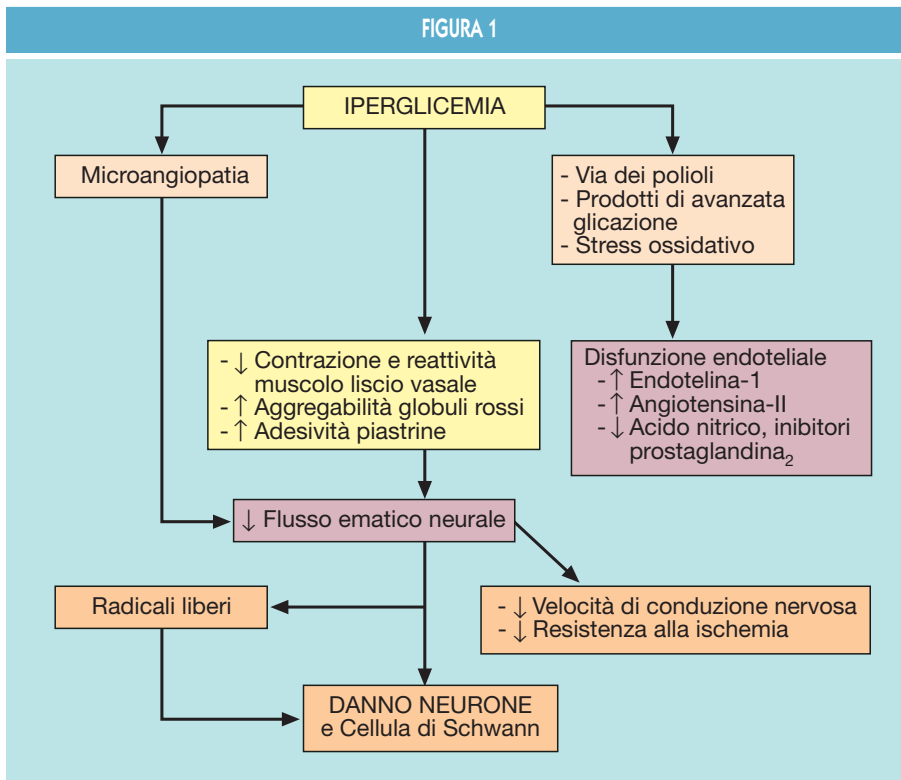 FIGURA 1
IPERGLICEMIA
Microangiopatia
- Via dei polioli
- Prodotti di avanzata
glicazione
- Stress ossidativo
- ↓ Contrazione e reattività
muscolo liscio vasale
- ↑ Aggregabilità globuli rossi
- ↑ Adesività piastrine
Disfunzione endoteliale
- ↑ Endotelina-1
- ↑ Angiotensina-II
- ↓ Acido nitrico, inibitori
prostaglandina₂
↓ Flusso ematico neurale
Radicali liberi
- ↓ Velocità di conduzione nervosa
- ↓ Resistenza alla ischemia
DANNO NEURONE
e Cellula di Schwann